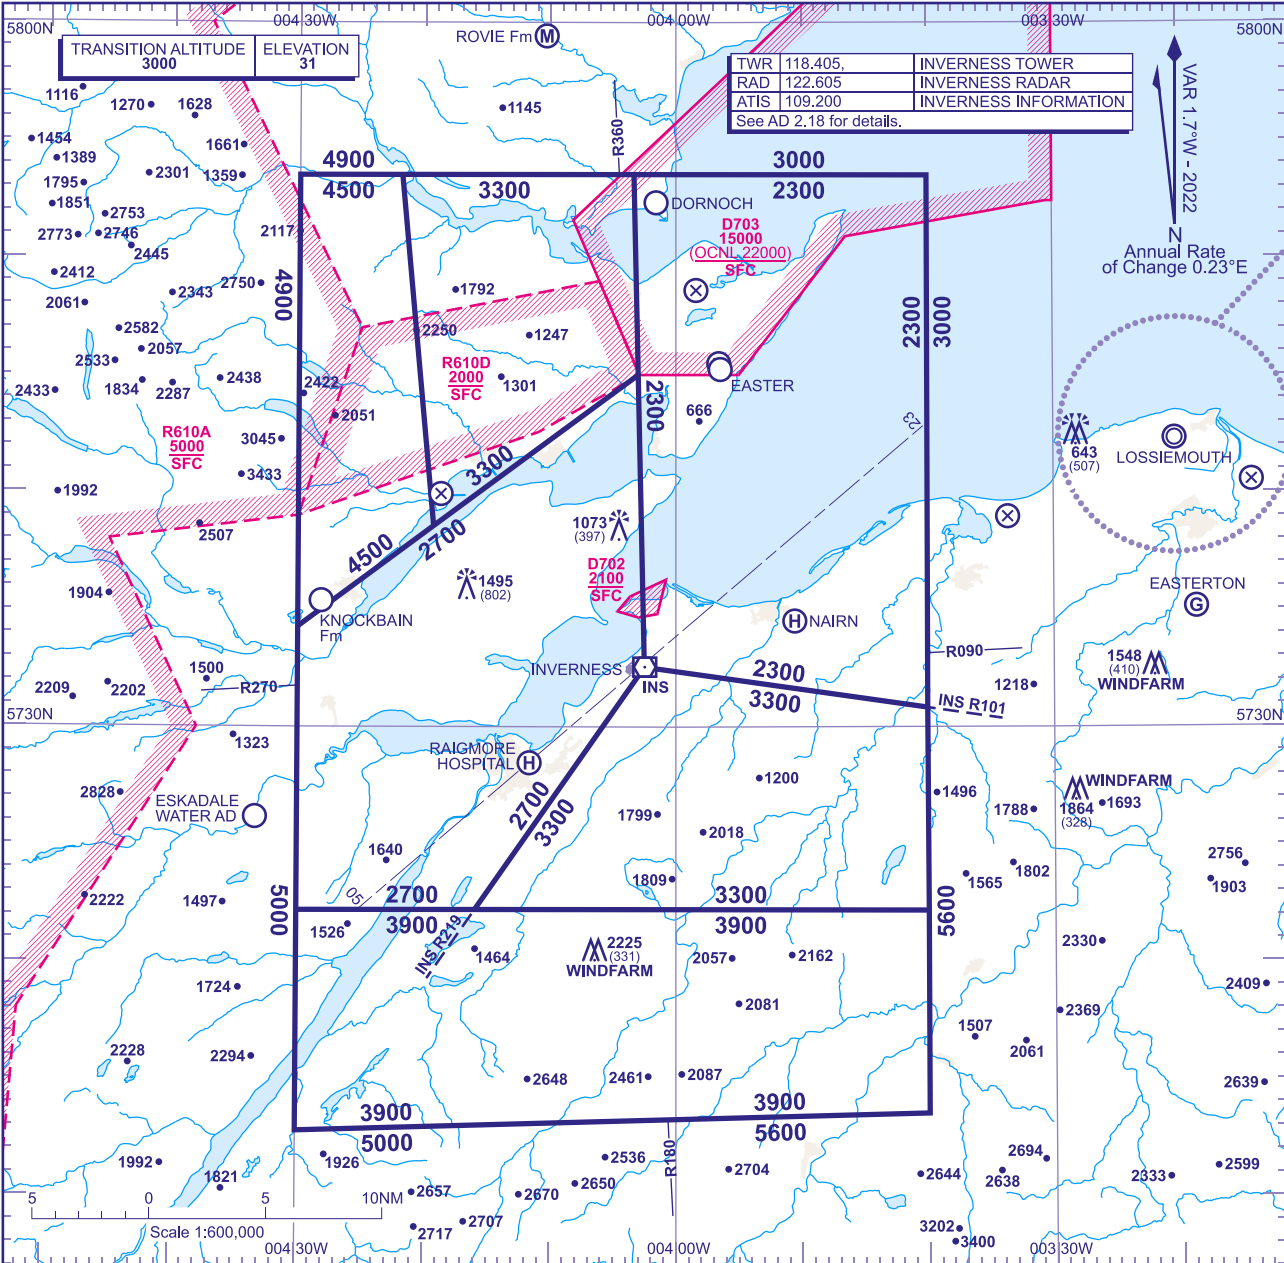 004 30W
004 00W
003 30W
5800N
5800N
TRANSITION ALTITUDE
3000
ELEVATION
31
ROVIE Fm
M
TWR 118.405, INVERNESS TOWER
RAD 122.605 INVERNESS RADAR
ATIS 109.200 INVERNESS INFORMATION
See AD 2.18 for details.
VAR 1.7°W - 2022
N
Annual Rate
of Change 0.23°E
1116
1270
1628
1145
1454
1389
1661
R360
1795
2301
1359
4900
3000
4500
3300
2300
1851
2753
DORNOCH
2773
2746
2117
D703
15000
(OCNL 22000)
SFC
2445
2412
2343
2750
4900
2061
1792
2300
3000
2582
2250
1247
2057
2533
R610D
2000
SFC
1834
2287
2438
2422
1301
EASTER
2433
2051
2300
666
23
R610A
5000
SFC
3045
3433
643
(507)
LOSSIEMOUTH
3300
1992
2507
4500
2700
1073
(397)
D702
2100
SFC
1495
(802)
1904
EASTERTON
G
KNOCKBAIN
Fm
H
NAIRN
R090
1548
(410)
WINDFARM
1500
R270
INVERNESS
INS
2300
3300
1218
2209
2202
INS R101
5730N
5730N
1323
RAIGMORE
HOSPITAL
H
2828
ESKADALE
WATER AD
2700
3300
1200
1496
WINDFARM
1788
1864
(328)
1693
1799
2018
1640
1802
2756
1809
1565
1903
2222
1497
05
2700
3300
5000
5600
3900
3900
1526
INS R219
1464
2225
(331)
WINDFARM
2057
2162
2330
1724
2409
2081
2369
1507
2061
2228
2294
2648
2461
2087
2639
3900
3900
5000
5600
1992
1926
2536
R180
2704
2694
2599
1821
2657
2670
2650
2644
2638
2333
5 0 5 10NM
2717
2707
Scale 1:600,000
3202
3400
004 30W
004 00W
003 30W